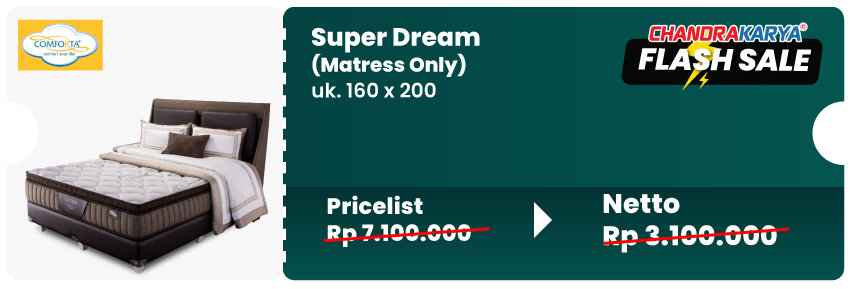 COMFORTA
comfort your life
Super Dream
(Matress Only)
uk. 160 x 200
CHANDRAKARYA®
FLASH SALE
Pricelist
Rp 7.100.000
Netto
Rp 3.100.000